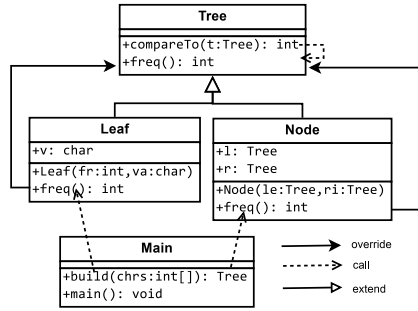 Tree
+compareTo(t:Tree): int
+freq(): int
Leaf
+v: char
+Leaf(fr:int,va:char)
+freq(): int
Node
+l: Tree
+r: Tree
+Node(le:Tree,ri:Tree)
+freq(): int
Main
+build(chrs:int[]): Tree
+main(): void
override
call
extend